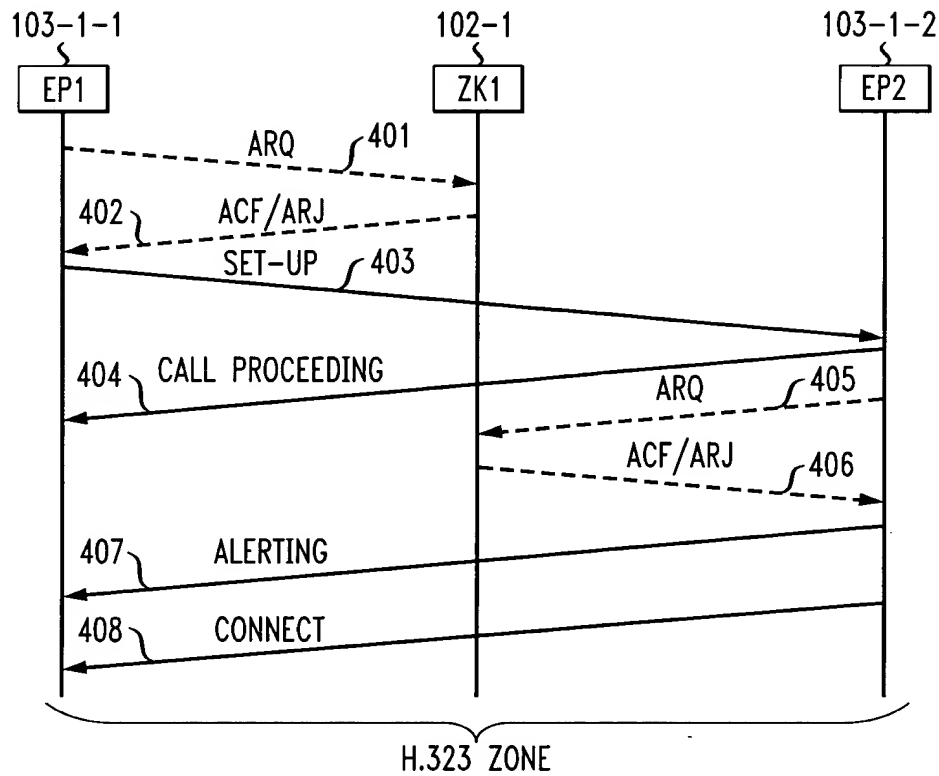 103-1-1
102-1
103-1-2
EP1
ZK1
EP2
ARQ
401
402
ACF/ARJ
SET-UP
403
404
CALL PROCEEDING
ARQ
405
ACF/ARJ
406
407
ALERTING
408
CONNECT
H.323 ZONE